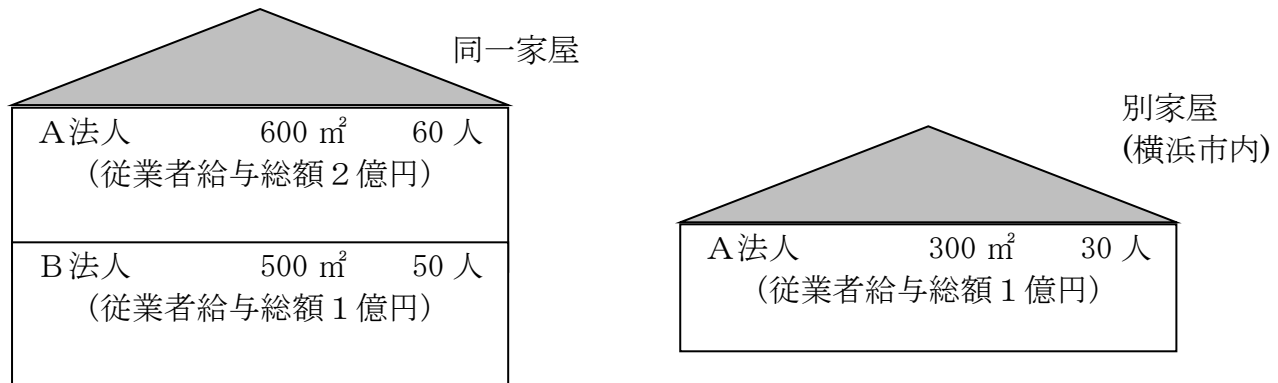 同一家屋
A法人 600 ㎡ 60 人
(従業者給与総額２億円)
B法人 500 ㎡ 50 人
(従業者給与総額１億円)
別家屋
(横浜市内)
A法人 300 ㎡ 30 人
(従業者給与総額１億円)